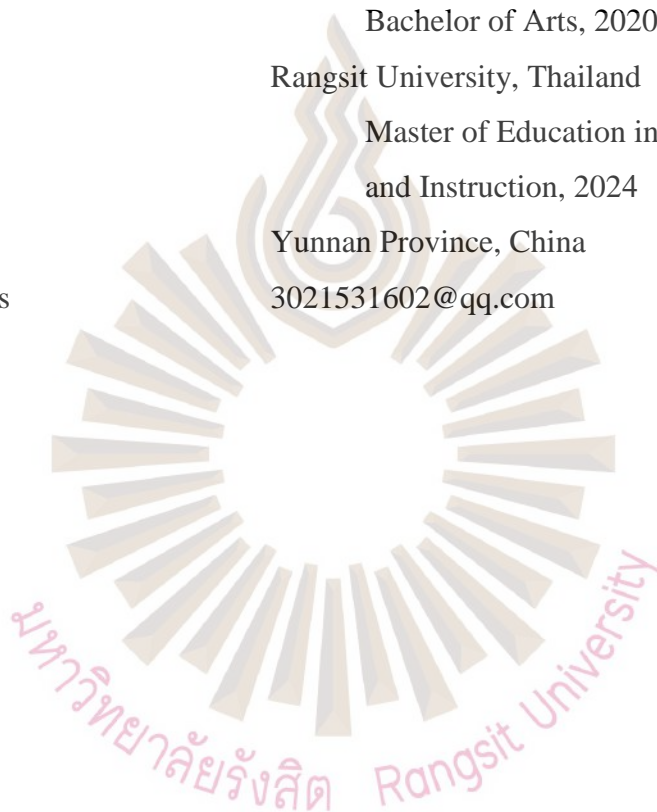 Bachelor of Arts, 2020
Rangsit University, Thailand
Master of Education in
and Instruction, 2024
Yunnan Province, China
s 3021531602@qq.com
มหาวิทยาลัยรังสิต Rangsit University